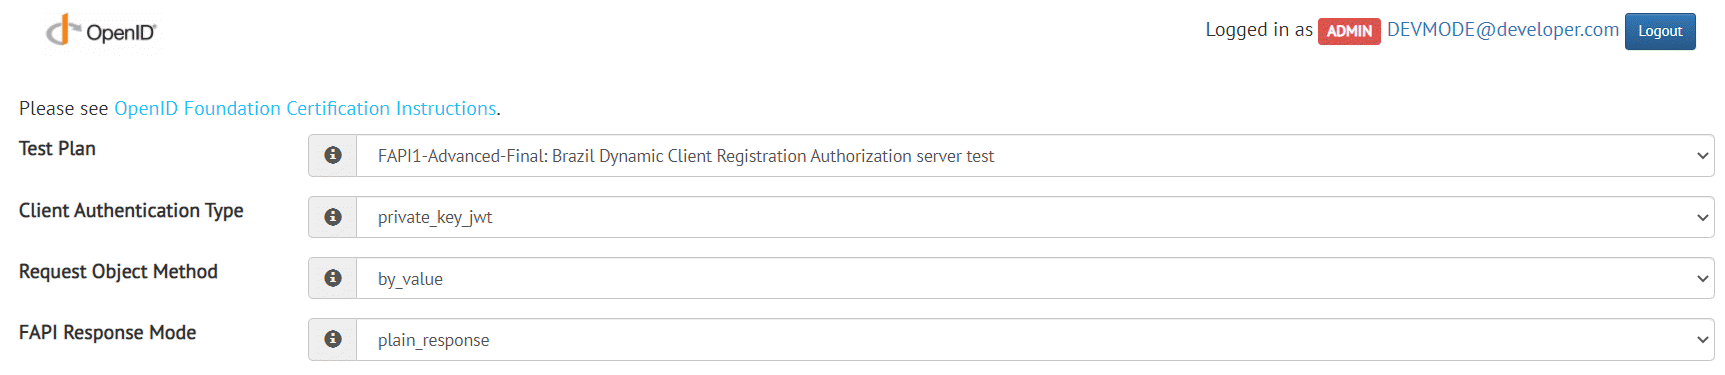 OpenID®
Logged in as ADMIN DEVMODE@developer.com Logout
Please see OpenID Foundation Certification Instructions.
Test Plan FAPI1-Advanced-Final: Brazil Dynamic Client Registration Authorization server test
Client Authentication Type private_key_jwt
Request Object Method by_value
FAPI Response Mode plain_response